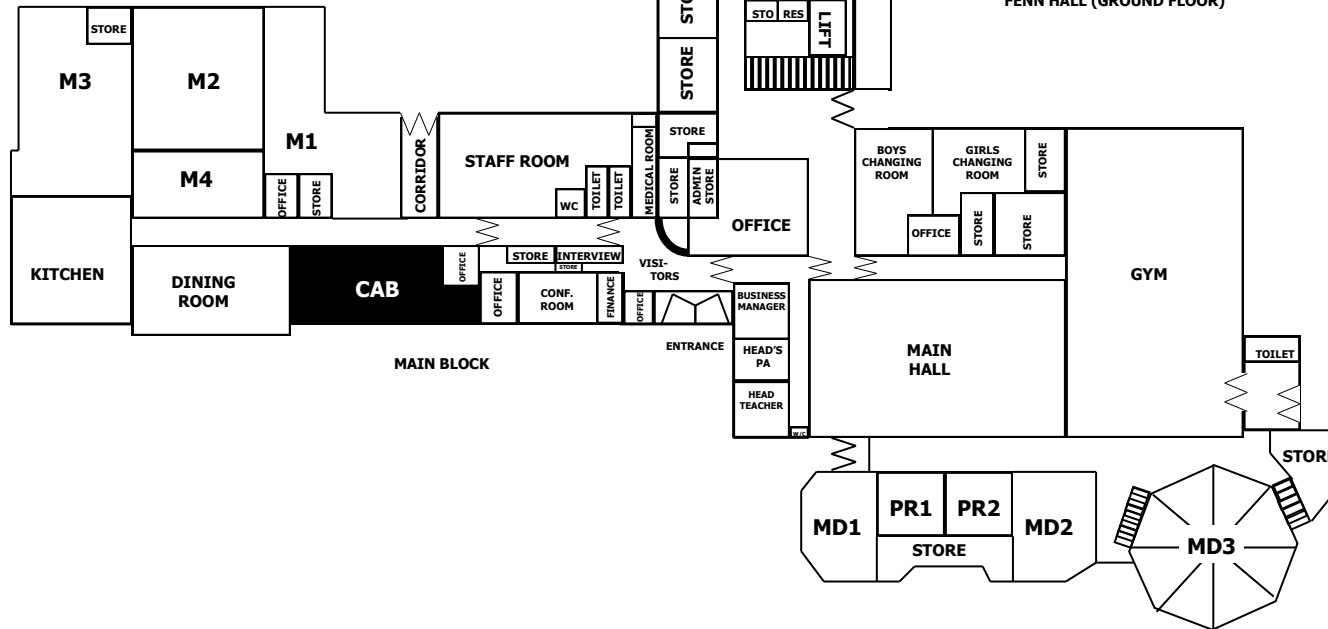 FENN HALL (GROUND FLOOR)
STO
STO
RES
LIFT
STORE
M3
M2
STORE
M1
M4
OFFICE
STORE
CORRIDOR
STAFF ROOM
WC
TOILET
TOILET
MEDICAL ROOM
STORE
STORE
ADMIN
STORE
OFFICE
BOYS
CHANGING
ROOM
GIRLS
CHANGING
ROOM
STORE
OFFICE
STORE
STORE
GYM
KITCHEN
DINING
ROOM
CAB
OFFICE
STORE
INTERVIEW
STORE
OFFICE
CONF.
ROOM
FINANCE
OFFICE
VISI-
TORS
ENTRANCE
BUSINESS
MANAGER
HEAD'S
PA
HEAD
TEACHER
W/C
MAIN
HALL
MAIN BLOCK
TOILET
STORE
MD1
PR1
PR2
STORE
MD2
MD3